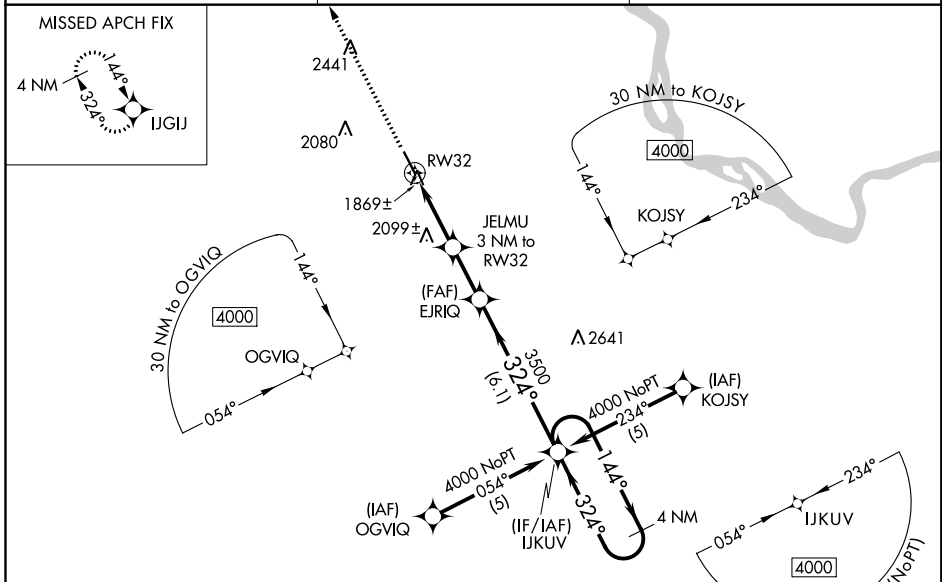 MISSED APCH FIX
4 NM
144°
324°
IJGIJ
2441
2080
RW32
1869±
2099±
JELMU
3 NM to
RW32
(FAF)
EJRIQ
2641
3500
324°
(6.1)
30 NM to KOJSY
4000
144°
234°
KOJSY
30 NM to OGVIQ
4000
144°
OGVIQ
054°
(IAF)
KOJSY
4000 NoPT
234°
(5)
4000 NoPT
054°
(5)
(IAF)
OGVIQ
(IF/IAF)
IJKUV
144°
324°
4 NM
234°
054°
IJKUV
4000
(NoPT)